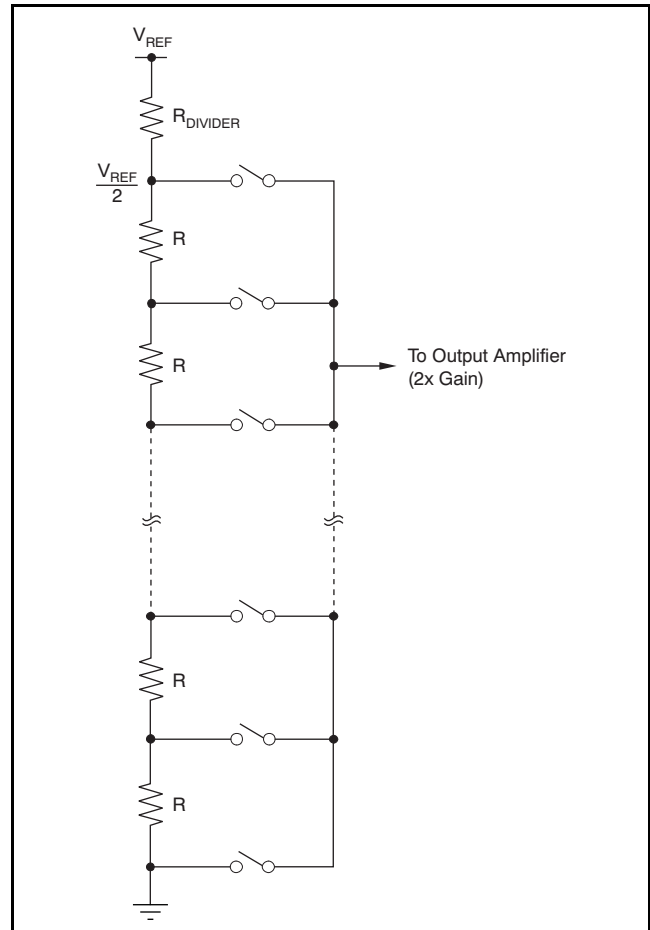 VREF
RDIVIDER
VREF
2
R
R
To Output Amplifier
(2x Gain)
R
R